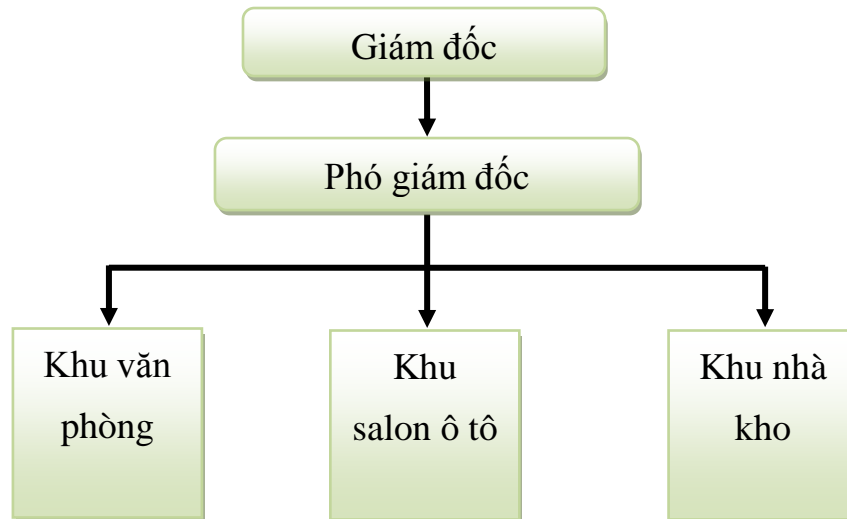 Giám đốc
Phó giám đốc
Khu văn
phòng
Khu
salon ô tô
Khu nhà
kho